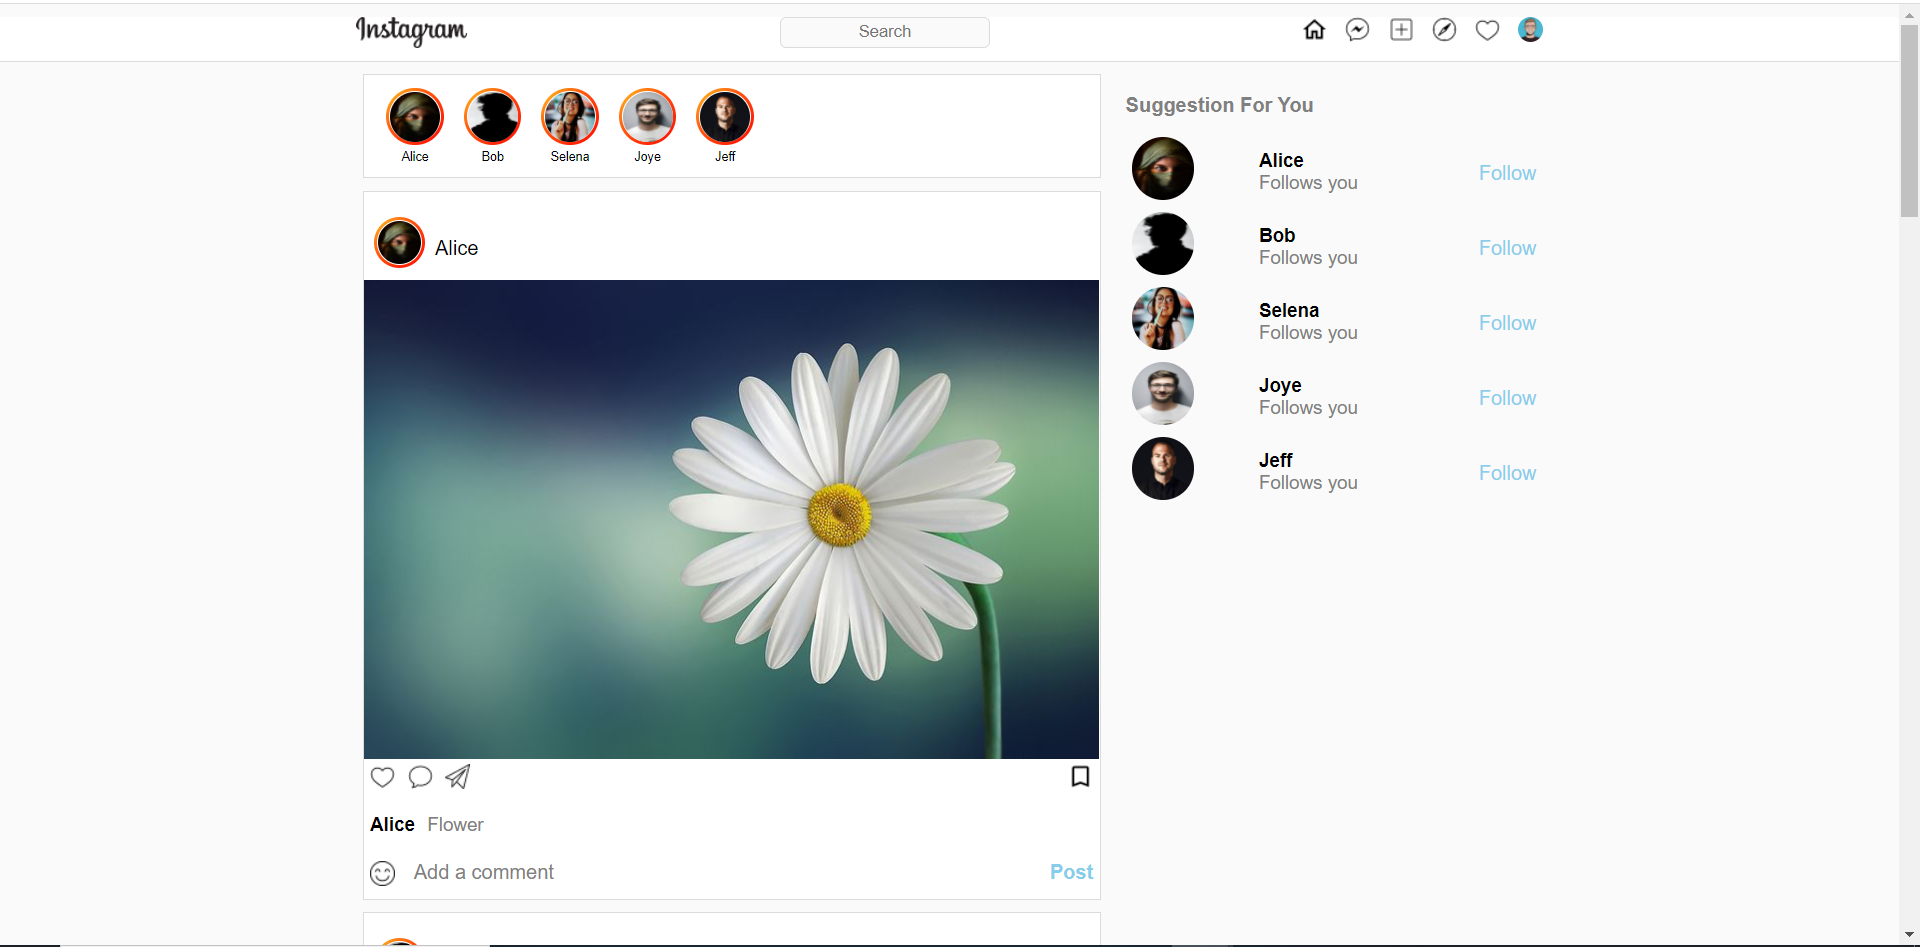 Instagram
Search
Alice
Bob
Selena
Joye
Jeff
Alice
Alice Flower
Add a comment
Post
Suggestion For You
Alice
Follows you
Follow
Bob
Follows you
Follow
Selena
Follows you
Follow
Joye
Follows you
Follow
Jeff
Follows you
Follow